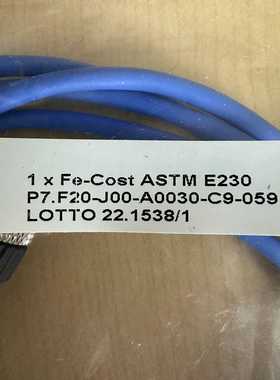 1 x Fe-Cost ASTM E230
P7.F20-J00-A0030-C9-059
LOTTO 22.1538/1